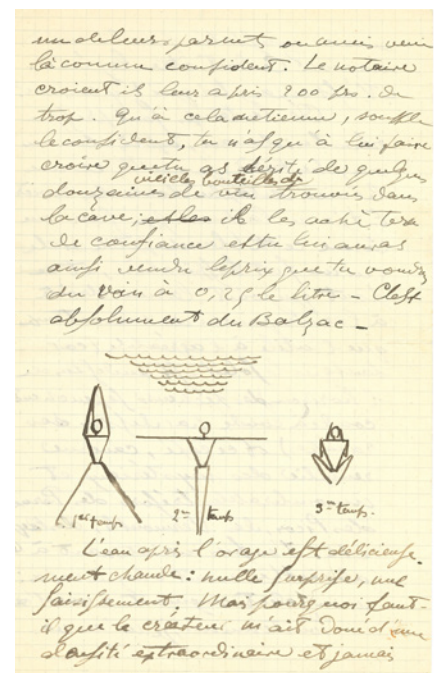 un de leurs parents ou amis venu
là comme confident. Le notaire
croient ils leur a pris 200 frs. de
trop. Qu'à cela ne tienne, souffle
le confident, tu n'as qu'à lui faire
croire que tu as hérité de quelques
vieilles bouteilles de
douzaines de vin trouvées dans
la cave; et les il les achètera
de confiance et tu lui auras
ainsi vendu le prix que tu voudras
du vin à 0,25 le litre – C'est
absolument du Balzac –
1er temps
2me temps
3me temps.
L'eau après l'orage est délicieuse-
ment chaude: nulle surprise, nul
saisissement. Mais pourquoi faut-
il que le créateur m'ait doué d'une
densité extraordinaire et jamais